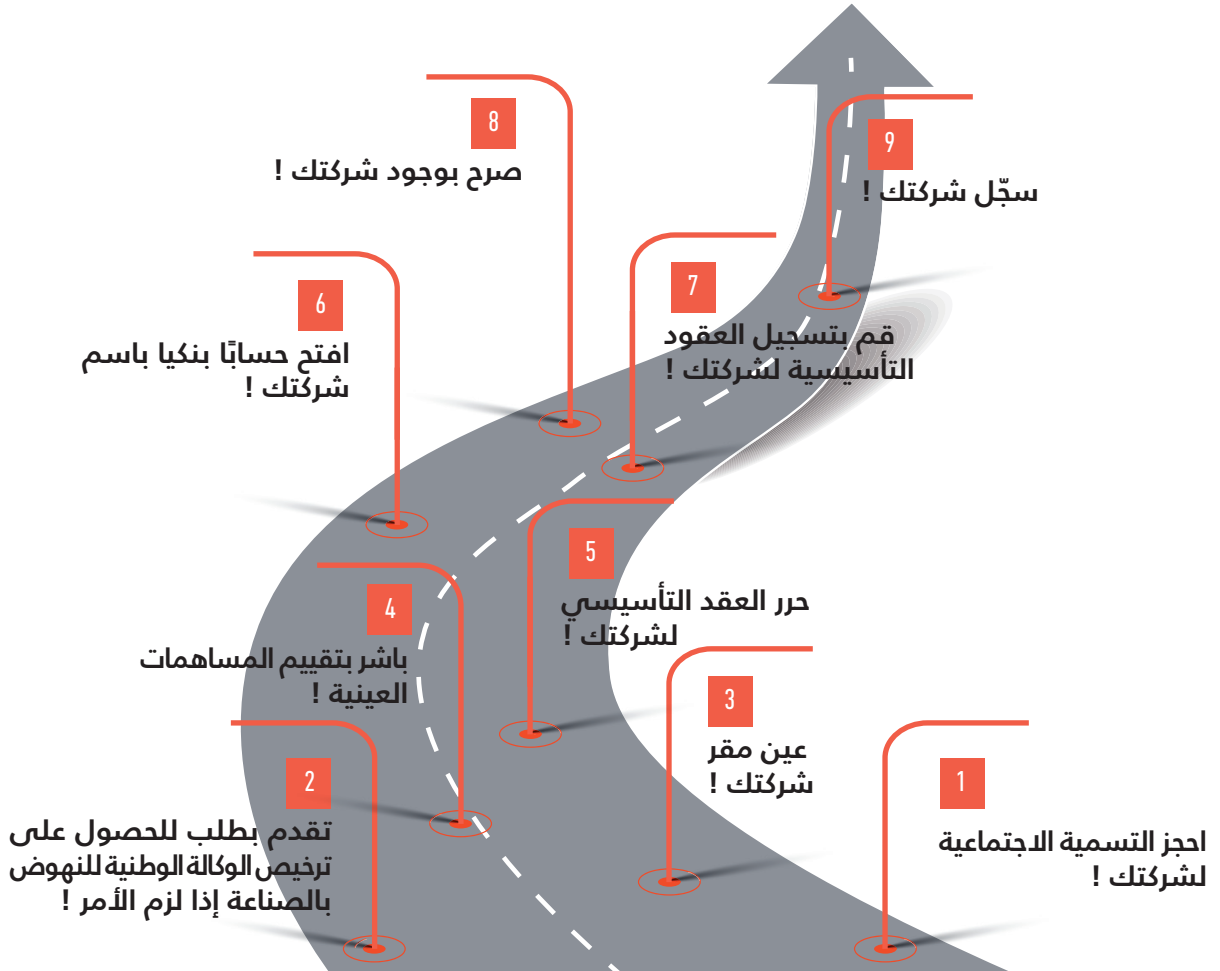 1
احجز التسمية الاجتماعية
لشركتك !
2
تقدم بطلب للحصول على
ترخيص الوكالة الوطنية للنهوض
بالصناعة إذا لزم الأمر !
3
عين مقر
شركتك !
4
باشر بتقييم المساهمات
العينية !
5
حرر العقد التأسيسي
لشركتك !
6
افتح حسابًا بنكيا باسم
شركتك !
7
قم بتسجيل العقود
التأسيسية لشركتك !
8
صرح بوجود شركتك !
9
سجّل شركتك !